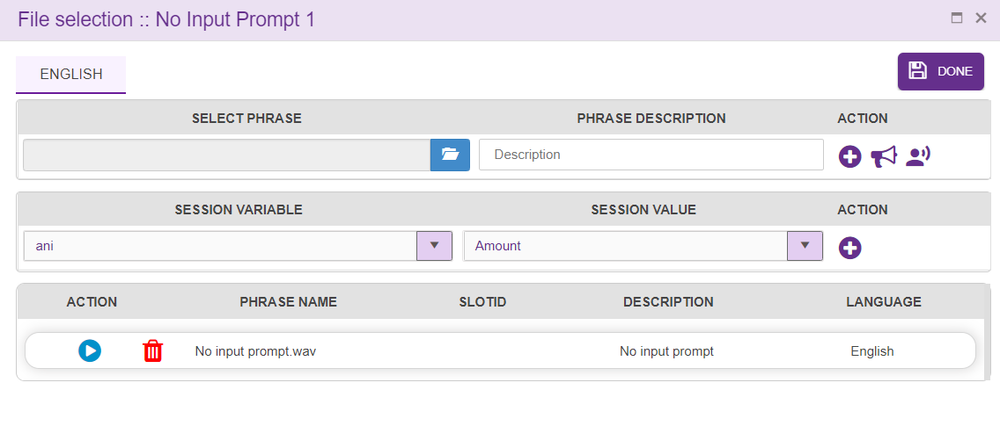 File selection :: No Input Prompt 1
ENGLISH
DONE
SELECT PHRASE PHRASE DESCRIPTION ACTION
Description
SESSION VARIABLE SESSION VALUE ACTION
ani Amount
ACTION PHRASE NAME SLOTID DESCRIPTION LANGUAGE
No input prompt.wav No input prompt English